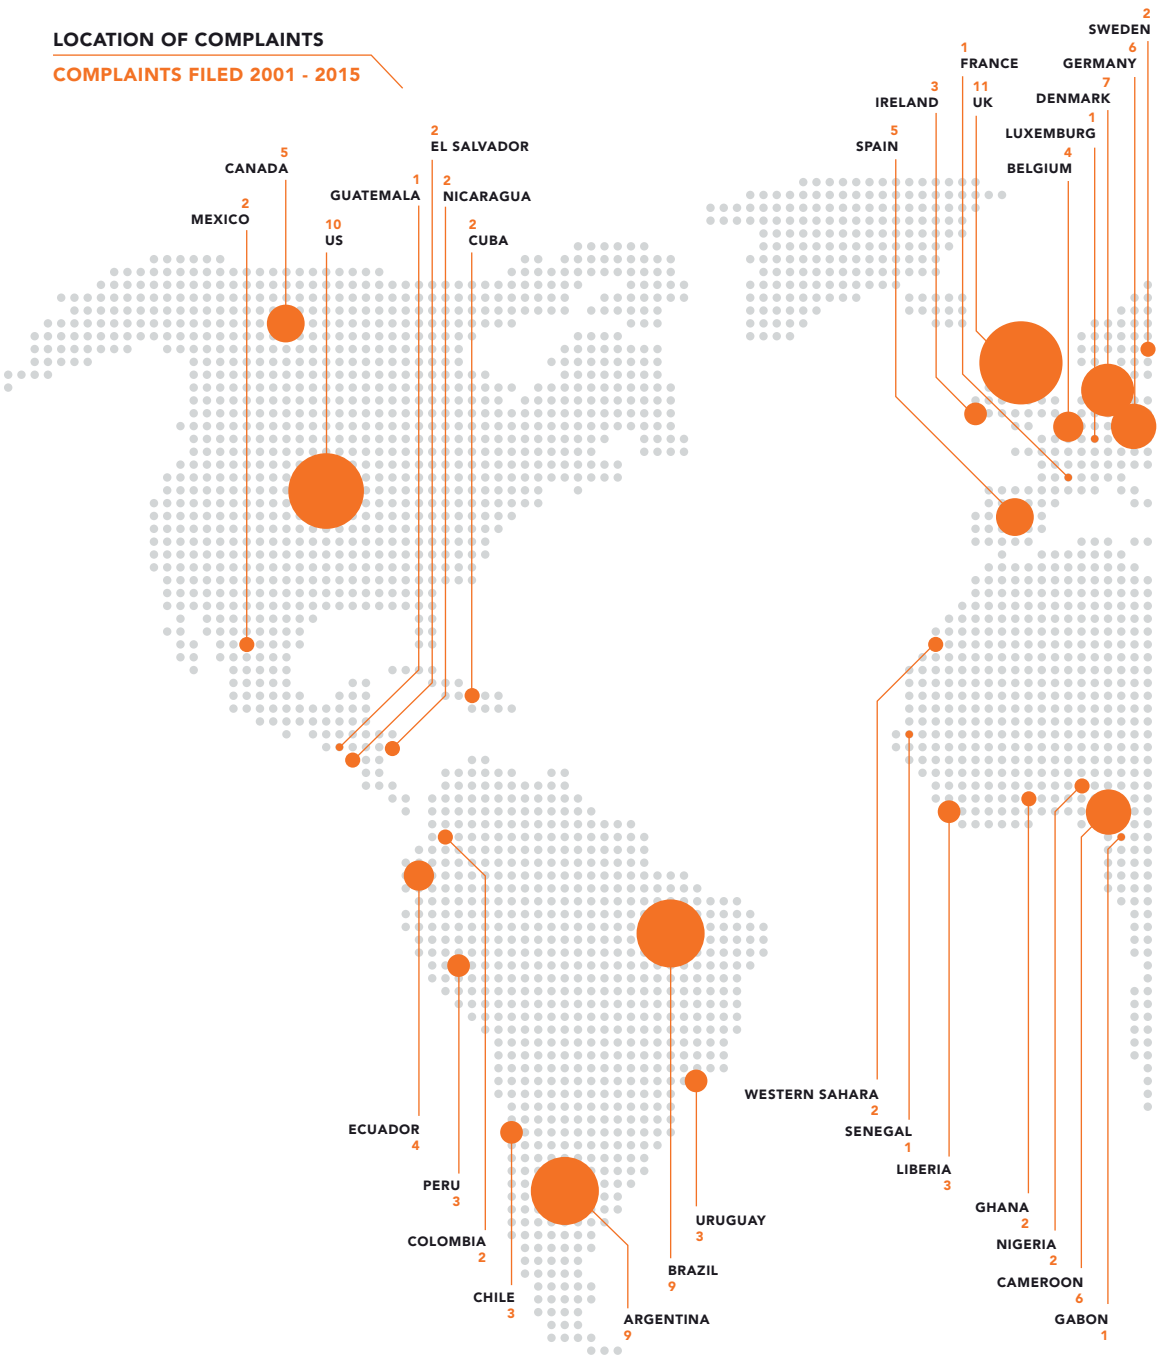 LOCATION OF COMPLAINTS
COMPLAINTS FILED 2001 - 2015
2
MEXICO
5
CANADA
10
US
1
GUATEMALA
2
EL SALVADOR
2
NICARAGUA
2
CUBA
5
SPAIN
3
IRELAND
1
FRANCE
11
UK
4
BELGIUM
1
LUXEMBURG
7
DENMARK
6
GERMANY
2
SWEDEN
ECUADOR
4
PERU
3
COLOMBIA
2
CHILE
3
ARGENTINA
9
BRAZIL
9
URUGUAY
3
WESTERN SAHARA
2
SENEGAL
1
LIBERIA
3
GHANA
2
NIGERIA
2
CAMEROON
6
GABON
1